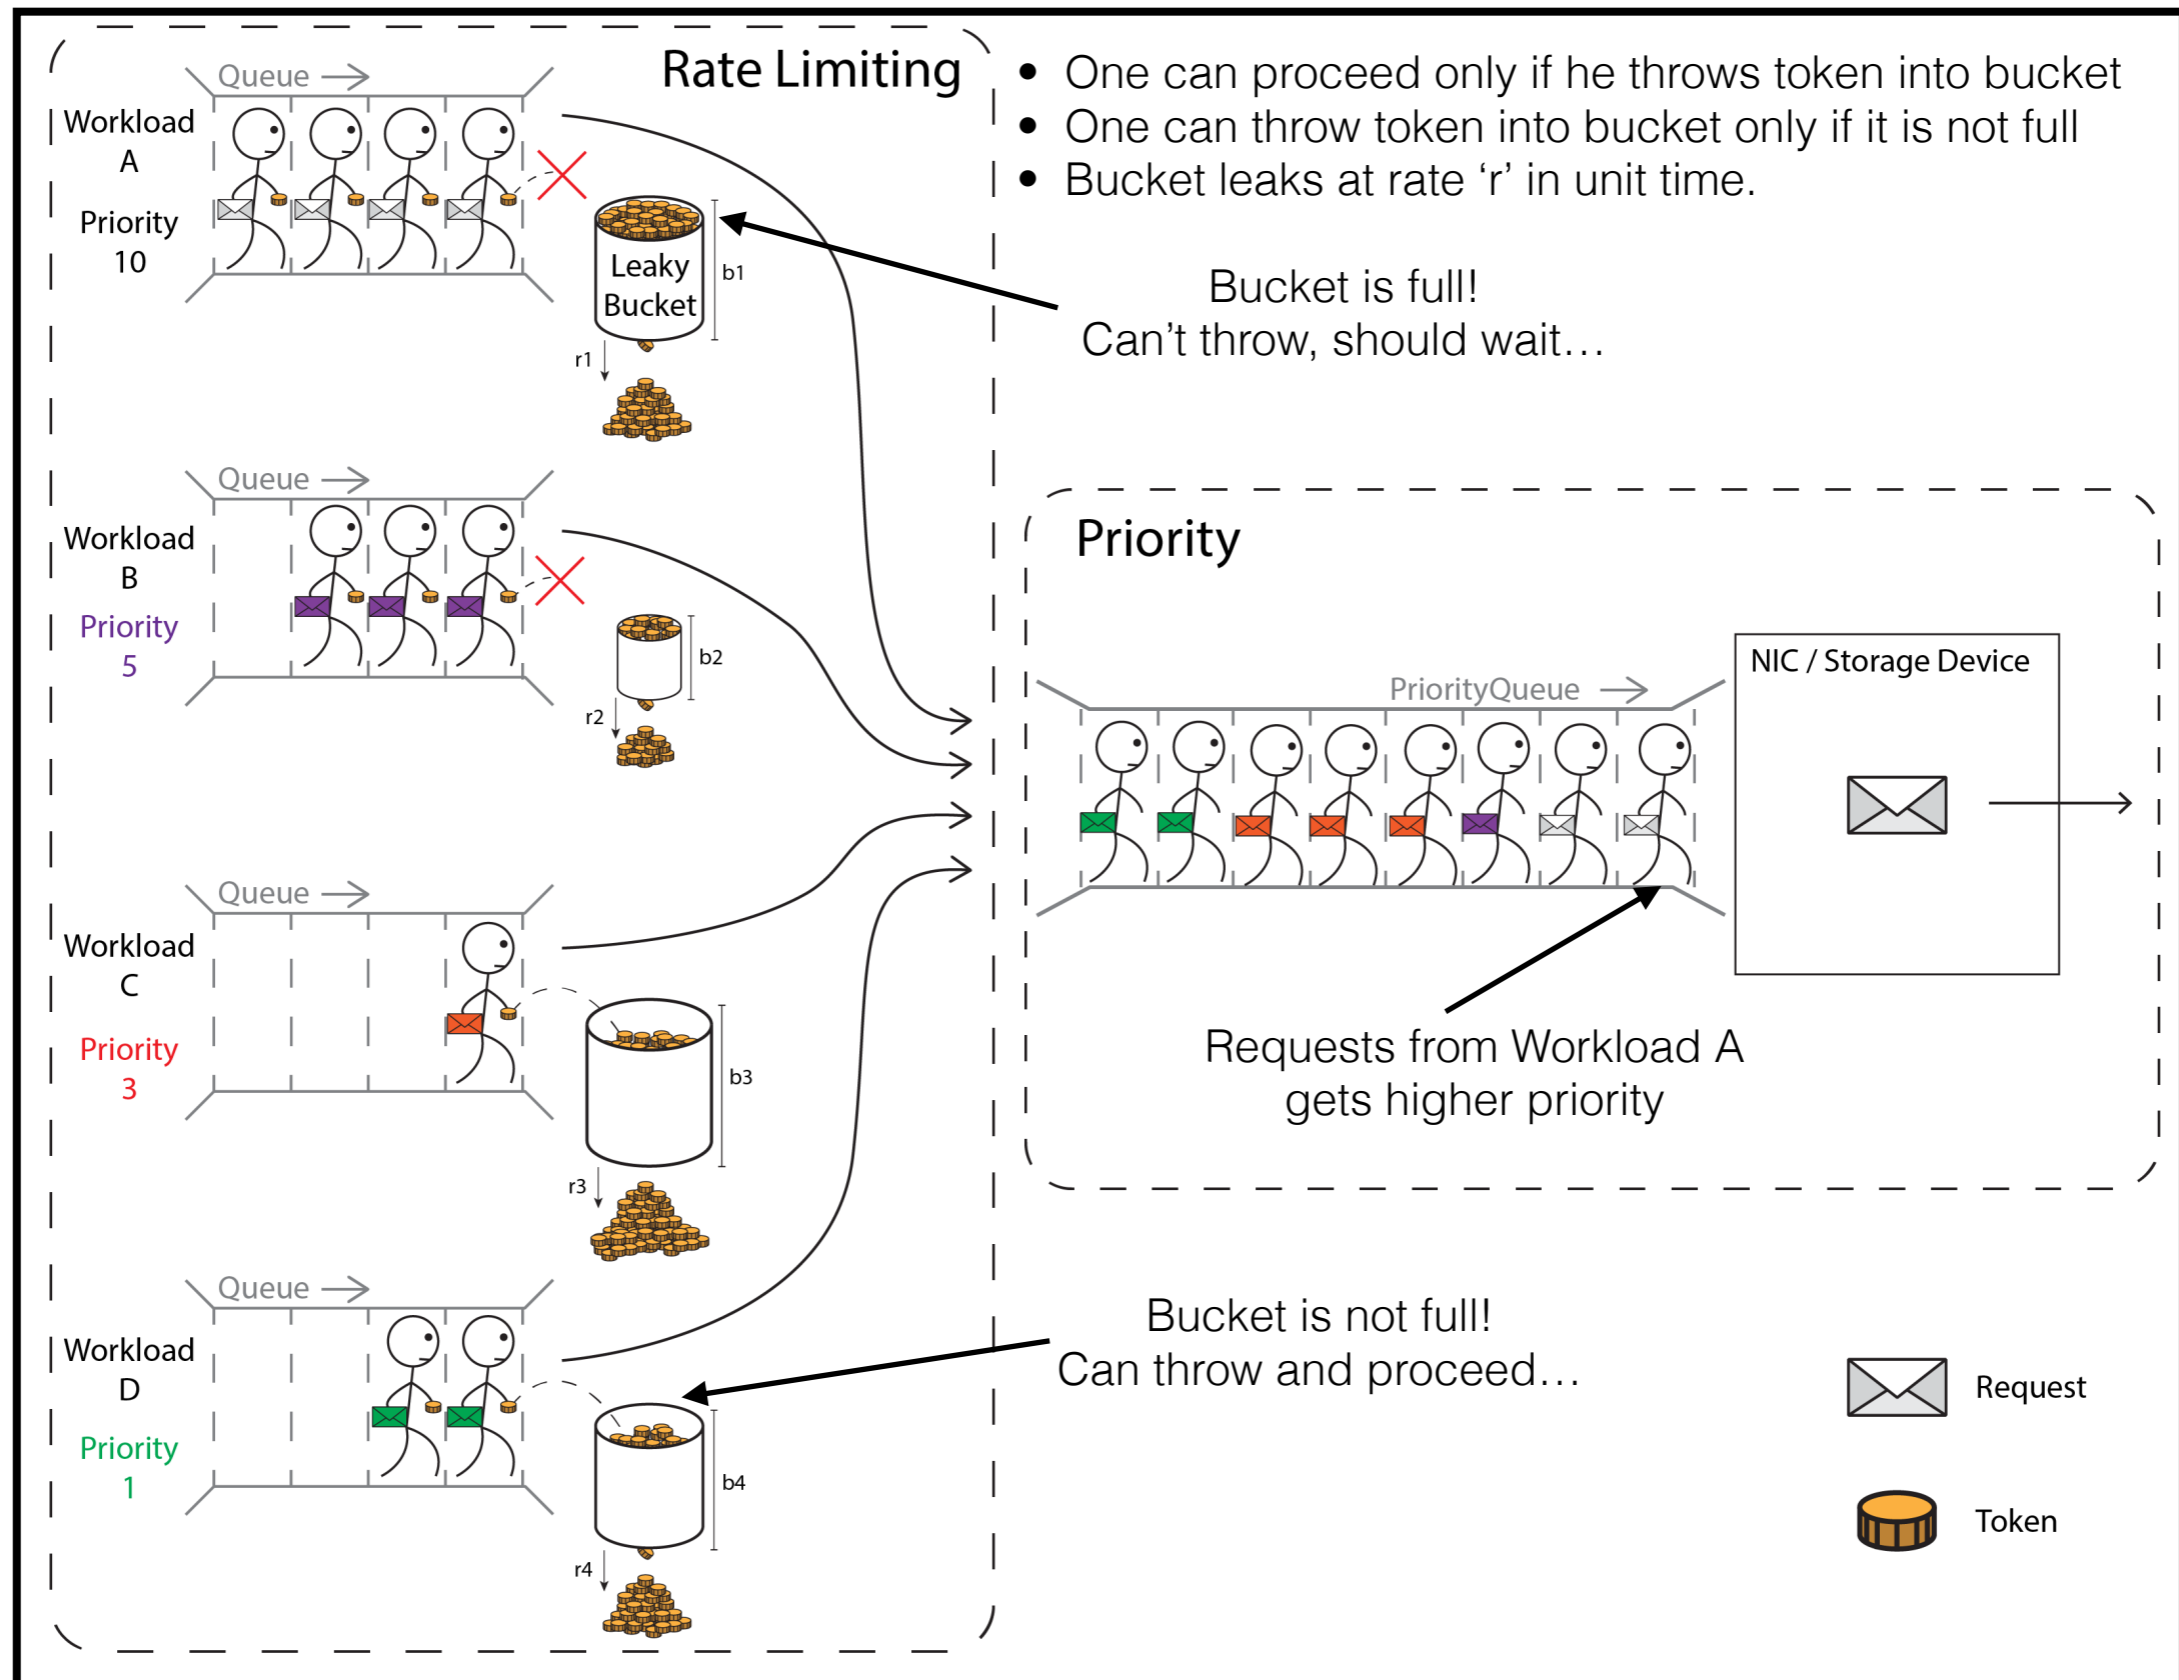 Rate Limiting
Queue
Workload
A
Priority
10
Leaky
Bucket
b1
r1
Queue
Workload
B
Priority
5
b2
r2
Queue
Workload
C
Priority
3
b3
r3
Queue
Workload
D
Priority
1
b4
r4
• One can proceed only if he throws token into bucket
• One can throw token into bucket only if it is not full
• Bucket leaks at rate ‘r’ in unit time.
Bucket is full!
Can’t throw, should wait…
Priority
PriorityQueue
NIC / Storage Device
Requests from Workload A
gets higher priority
Bucket is not full!
Can throw and proceed…
Request
Token